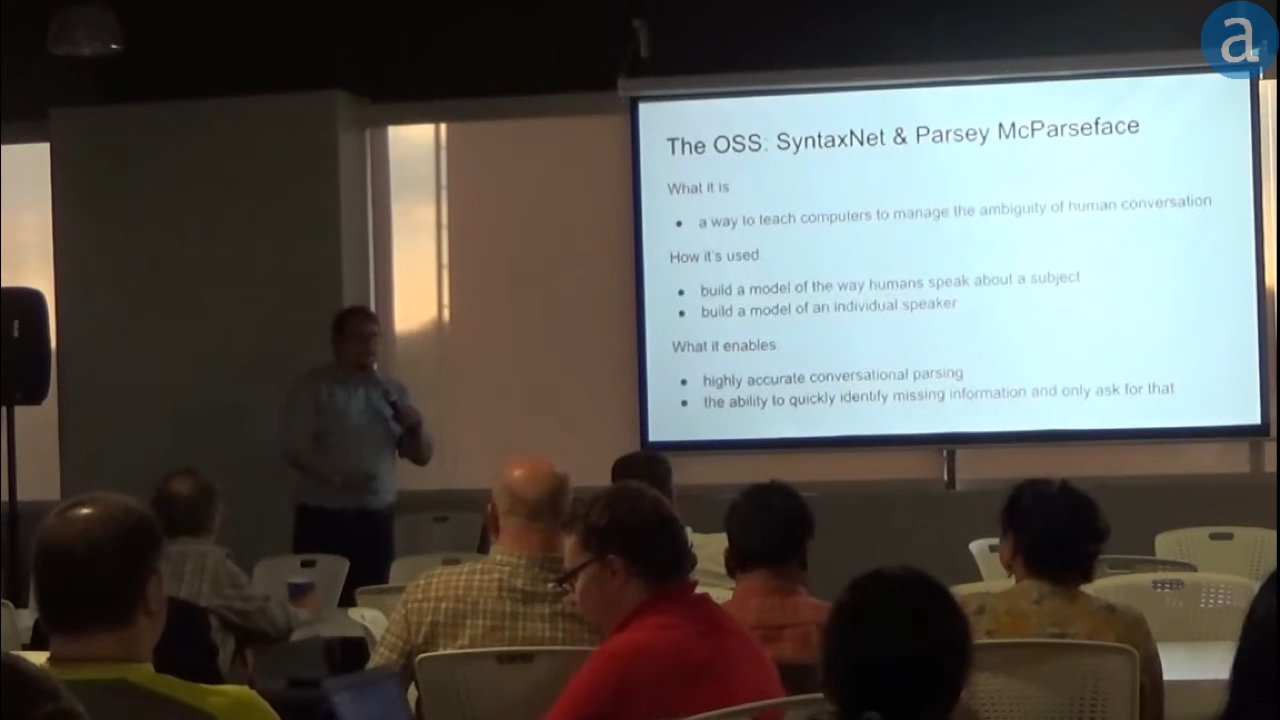 a
The OSS: SyntaxNet & Parsey McParseface
What it is
• a way to teach computers to manage the ambiguity of human conversation
How it's used
• build a model of the way humans speak about a subject
• build a model of an individual speaker
What it enables
• highly accurate conversational parsing
• the ability to quickly identify missing information and only ask for that